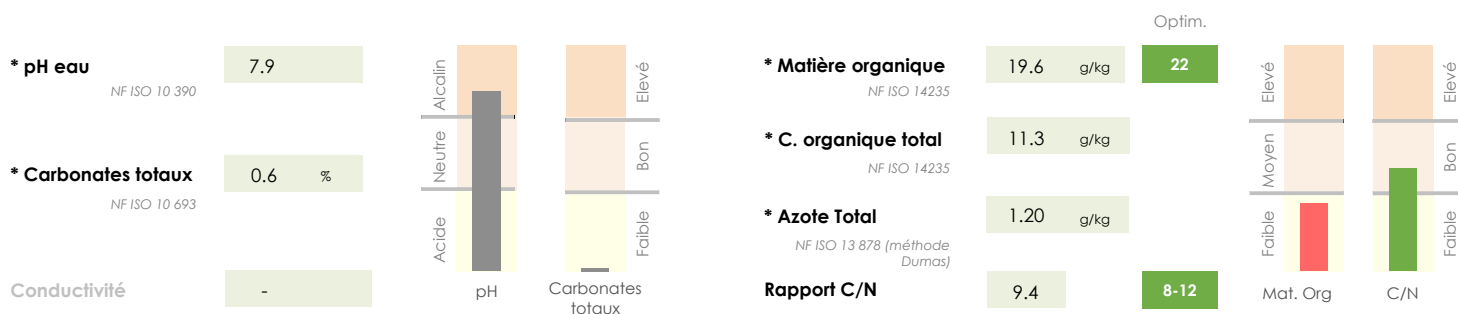 Optim.
* pH eau 7.9
NF ISO 10 390
* Carbonates totaux 0.6 %
NF ISO 10 693
Conductivité -
Alcalin
Neutre
Acide
Elevé
Bon
Faible
pH
Carbonates
totaux
* Matière organique 19.6 g/kg 22
NF ISO 14235
* C. organique total 11.3 g/kg
NF ISO 14235
* Azote Total 1.20 g/kg
NF ISO 13 878 (méthode
Dumas)
Rapport C/N 9.4 8-12
Elevé
Moyen
Faible
Elevé
Bon
Faible
Mat. Org
C/N